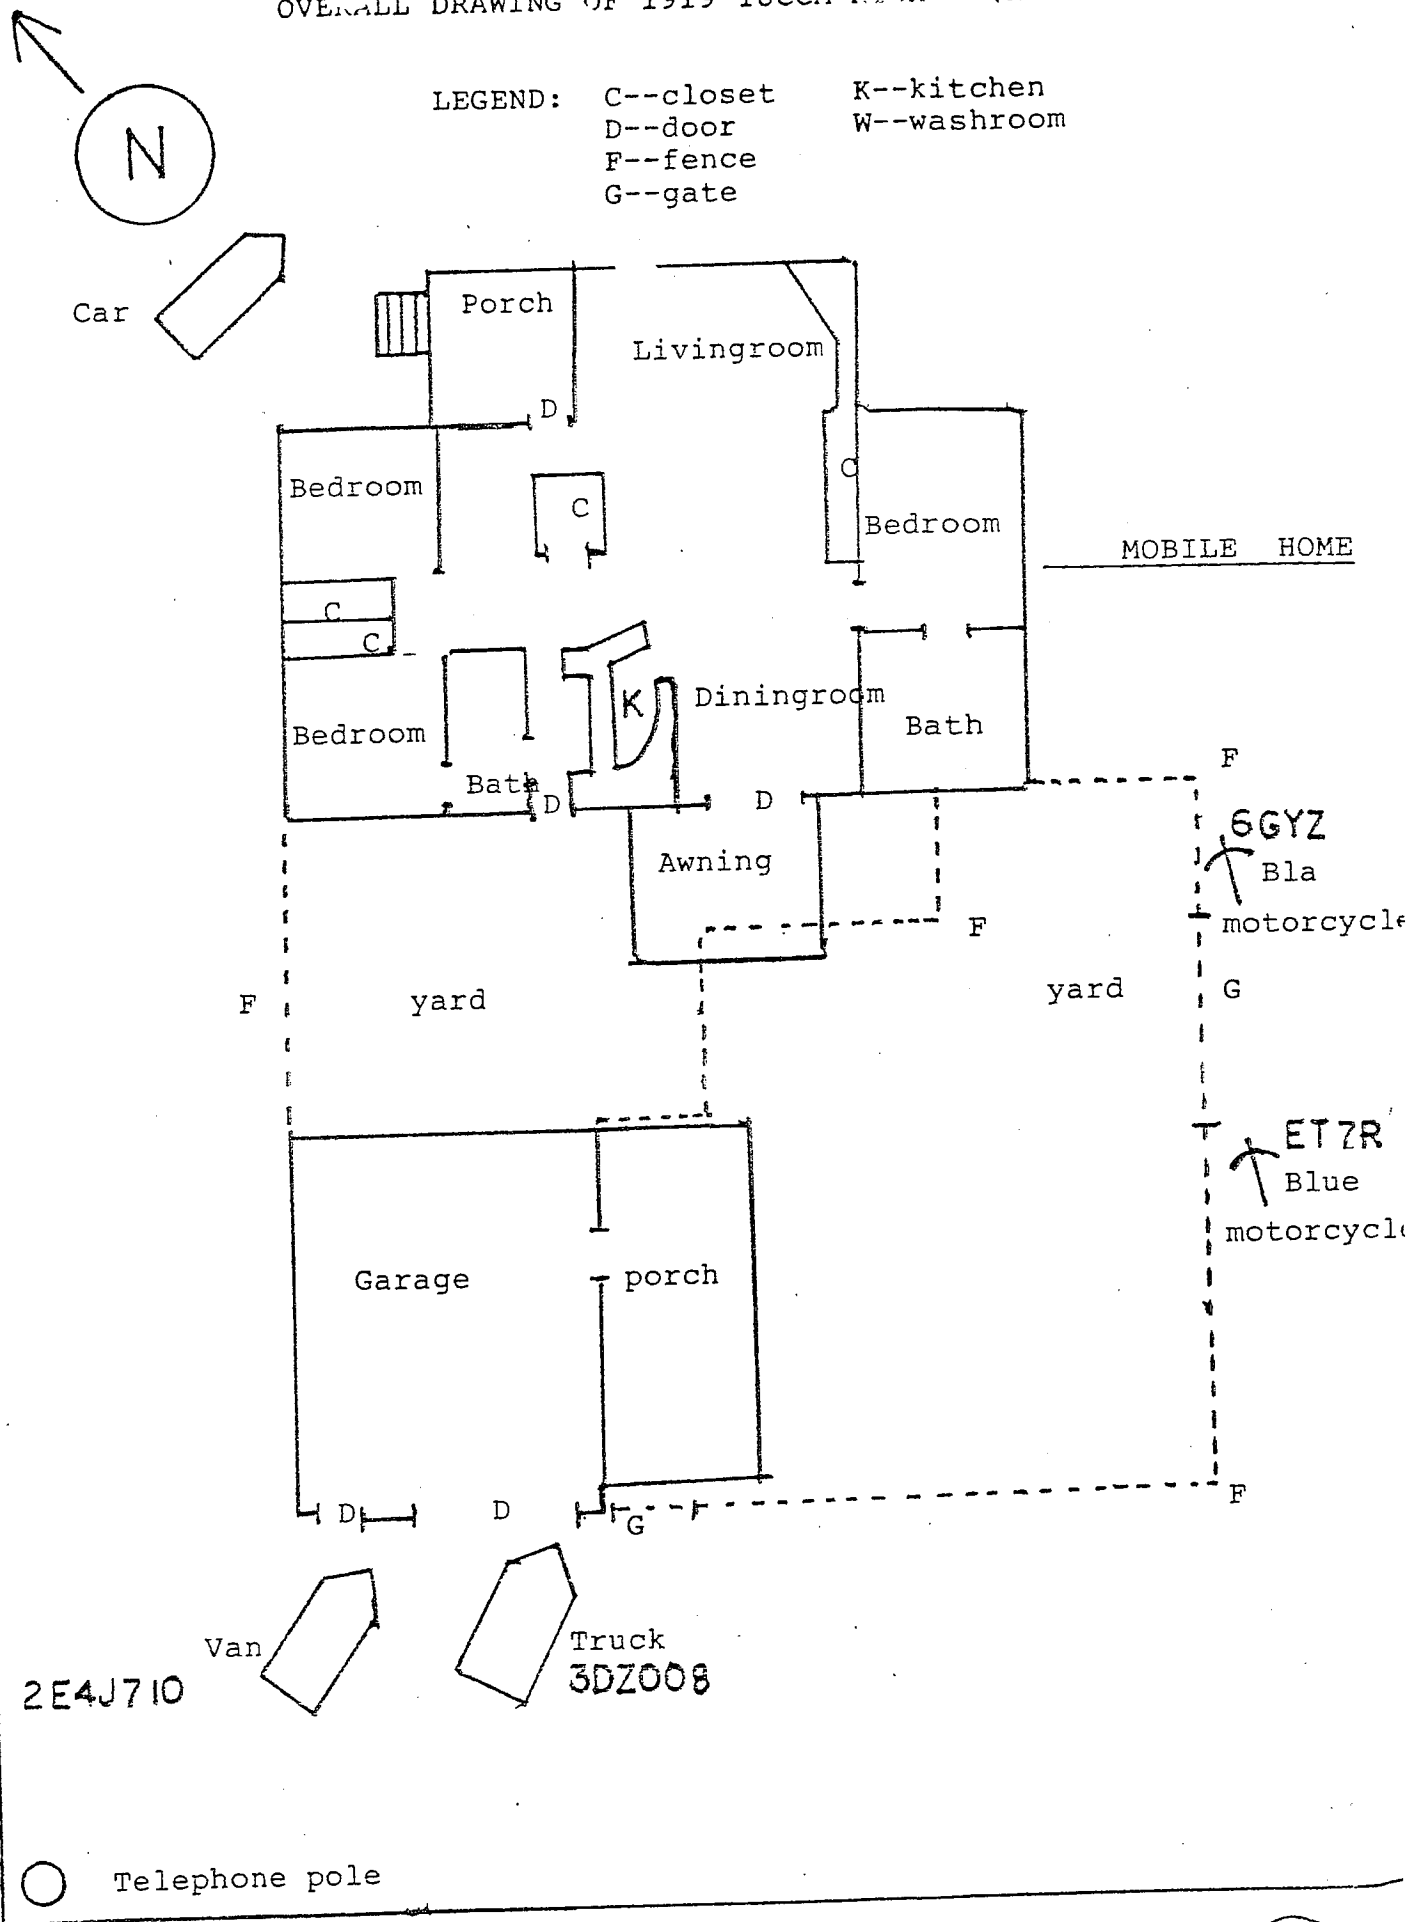 OVERALL DRAWING OF 1919
N
LEGEND: C--closet K--kitchen
D--door W--washroom
F--fence
G--gate
Car
Porch
Livingroom
D
Bedroom
C
C
Bedroom
MOBILE HOME
C
C
K
Diningroom
Bedroom
Bath
Bath
D
D
F
6GYZ
Awning
Bla
F
motorcycle
F
yard
yard
G
ET7R
Blue
motorcycl
Garage
porch
D
D
G
F
Van
Truck
2E4J710
3DZ008
Telephone pole